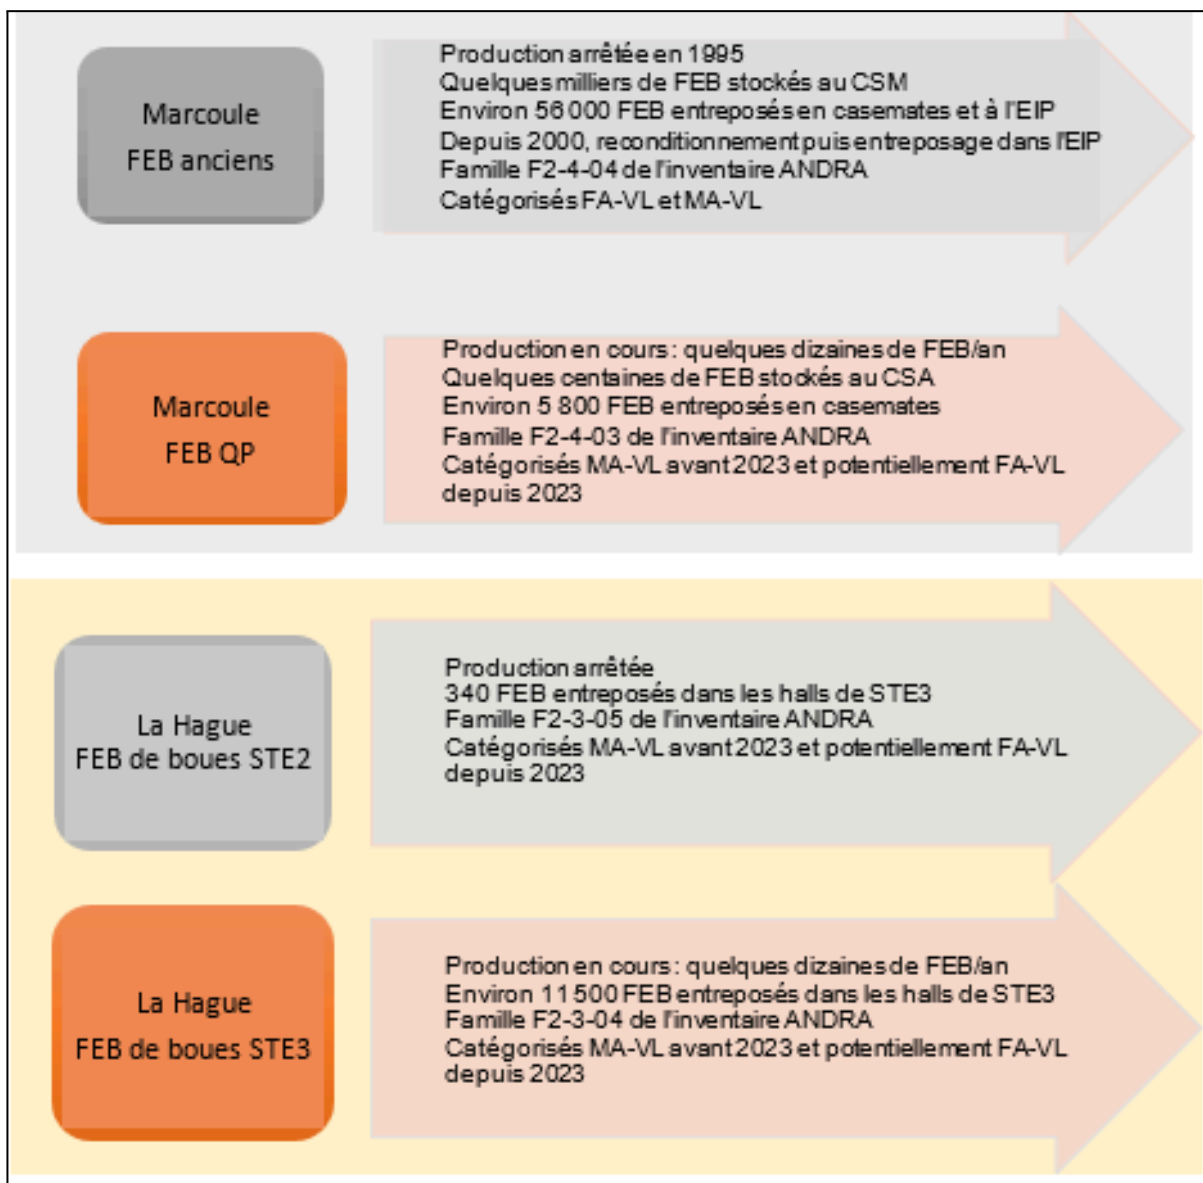 Marcoule
FEB anciens
Production arrêtée en 1995
Quelques milliers de FEB stockés au CSM
Environ 56 000 FEB entreposés en casemates et à l'EIP
Depuis 2000, reconditionnement puis entreposage dans l'EIP
Famille F2-4-04 de l'inventaire ANDRA
Catégorisés FA-VL et MA-VL
Marcoule
FEB QP
Production en cours : quelques dizaines de FEB/an
Quelques centaines de FEB stockés au CSA
Environ 5 800 FEB entreposés en casemates
Famille F2-4-03 de l'inventaire ANDRA
Catégorisés MA-VL avant 2023 et potentiellement FA-VL
depuis 2023
La Hague
FEB de boues STE2
Production arrêtée
340 FEB entreposés dans les halls de STE3
Famille F2-3-05 de l'inventaire ANDRA
Catégorisés MA-VL avant 2023 et potentiellement FA-VL
depuis 2023
La Hague
FEB de boues STE3
Production en cours : quelques dizaines de FEB/an
Environ 11 500 FEB entreposés dans les halls de STE3
Famille F2-3-04 de l'inventaire ANDRA
Catégorisés MA-VL avant 2023 et potentiellement FA-VL
depuis 2023